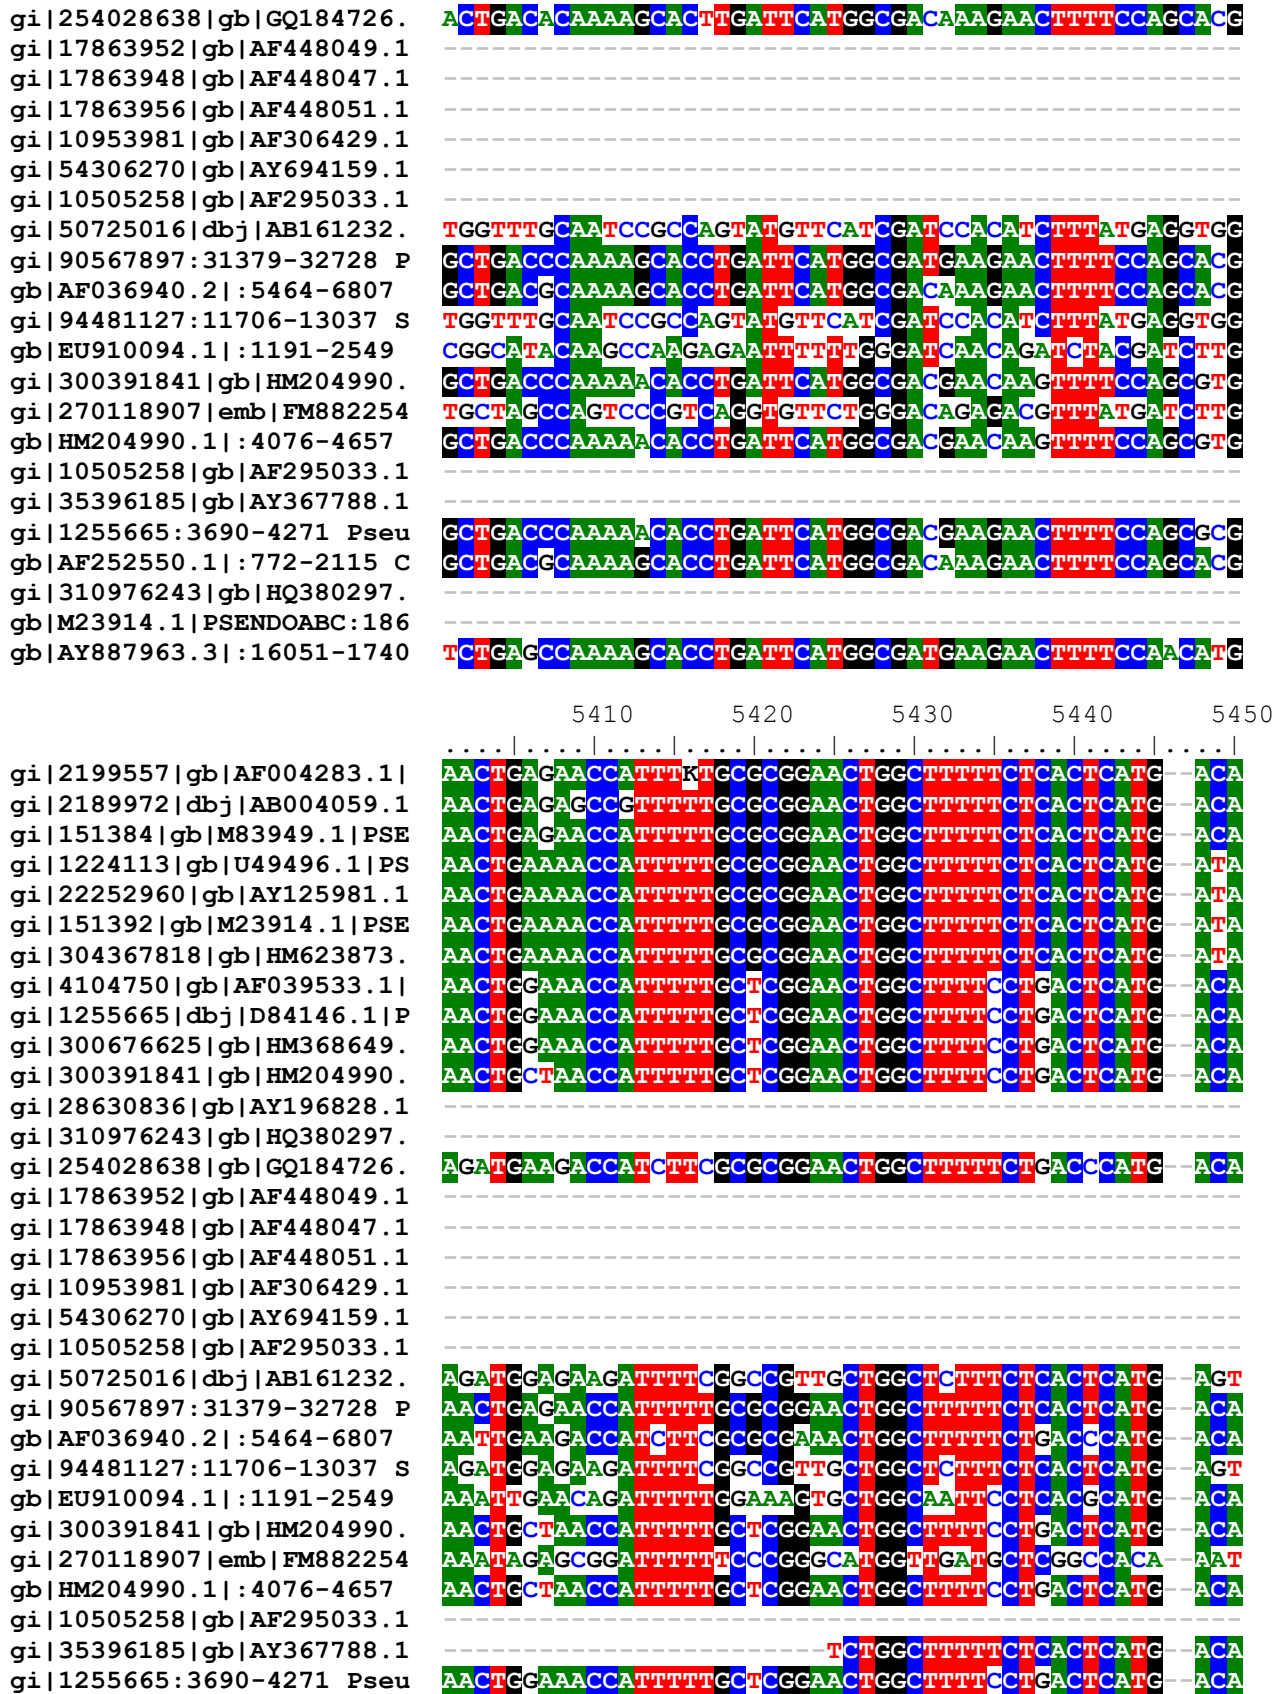 gi|254028638|gb|GQ184726. ACTGACACAAAAGCACTTGATTCATGGCGACAAAGAACTTTTCCAGCACG
gi|17863952|gb|AF448049.1 --------------------------------------------------
gi|17863948|gb|AF448047.1 --------------------------------------------------
gi|17863956|gb|AF448051.1 --------------------------------------------------
gi|10953981|gb|AF306429.1 --------------------------------------------------
gi|54306270|gb|AY694159.1 --------------------------------------------------
gi|10505258|gb|AF295033.1 --------------------------------------------------
gi|50725016|dbj|AB161232. TGGTTTGCAATCCGCCAGTATGTTCATCGATCCACATCTTTATGAGGTGG
gi|90567897:31379-32728 P GCTGACCCAAAAGCACCTGATTCATGGCGATGAAGAACTTTTCCAGCACG
gb|AF036940.2|:5464-6807 GCTGACGCAAAAGCACCTGATTCATGGCGACAAAGAACTTTTCCAGCACG
gi|94481127:11706-13037 S TGGTTTGCAATCCGCCAGTATGTTCATCGATCCACATCTTTATGAGGTGG
gb|EU910094.1|:1191-2549 CGGCATACAAGCCAAGAGAATTTTTTGGGATCAACAGATCTACGATCTTG
gi|300391841|gb|HM204990. GCTGACCCAAAAACACCTGATTCATGGCGACGAACAAGTTTTCCAGCGTG
gi|270118907|emb|FM882254 TGCTAGCCAGTCCCGTCAGGTGTTCTGGGACAGAGACGTTTATGATCTTG
gb|HM204990.1|:4076-4657 GCTGACCCAAAAACACCTGATTCATGGCGACGAACAAGTTTTCCAGCGTG
gi|10505258|gb|AF295033.1 --------------------------------------------------
gi|35396185|gb|AY367788.1 --------------------------------------------------
gi|1255665:3690-4271 Pseu GCTGACCCAAAAACACCTGATTCATGGCGACGAAGAACTTTTCCAGCGCG
gb|AF252550.1|:772-2115 C GCTGACGCAAAAGCACCTGATTCATGGCGACAAAGAACTTTTCCAGCACG
gi|310976243|gb|HQ380297. --------------------------------------------------
gb|M23914.1|PSENDOABC:186 --------------------------------------------------
gb|AY887963.3|:16051-1740 TCTGAGCCAAAAGCACCTGATTCATGGCGATGAAGAACTTTTCCAACATG
5410 5420 5430 5440 5450
....|....|....|....|....|....|....|....|....|....|
gi|2199557|gb|AF004283.1| AACTGAGAACCATTTKTGCGCGGAACTGGCTTTTTCTCACTCATG--ACA
gi|2189972|dbj|AB004059.1 AACTGAGAGCCGTTTTTGCGCGGAACTGGCTTTTTCTCACTCATG--ACA
gi|151384|gb|M83949.1|PSE AACTGAGAACCATTTTTGCGCGGAACTGGCTTTTTCTCACTCATG--ACA
gi|1224113|gb|U49496.1|PS AACTGAAAACCATTTTTGCGCGGAACTGGCTTTTTCTCACTCATG--ATA
gi|22252960|gb|AY125981.1 AACTGAAAACCATTTTTGCGCGGAACTGGCTTTTTCTCACTCATG--ATA
gi|151392|gb|M23914.1|PSE AACTGAAAACCATTTTTGCGCGGAACTGGCTTTTTCTCACTCATG--ATA
gi|304367818|gb|HM623873. AACTGAAAACCATTTTTGCGCGGAACTGGCTTTTTCTCACTCATG--ATA
gi|4104750|gb|AF039533.1| AACTGGAAACCATTTTTGCTCGGAACTGGCTTTTCCTGACTCATG--ACA
gi|1255665|dbj|D84146.1|P AACTGGAAACCATTTTTGCTCGGAACTGGCTTTTCCTGACTCATG--ACA
gi|300676625|gb|HM368649. AACTGGAAACCATTTTTGCTCGGAACTGGCTTTTCCTGACTCATG--ACA
gi|300391841|gb|HM204990. AACTGCTAACCATTTTTGCTCGGAACTGGCTTTTCCTGACTCATG--ACA
gi|28630836|gb|AY196828.1 --------------------------------------------------
gi|310976243|gb|HQ380297. --------------------------------------------------
gi|254028638|gb|GQ184726. AGATGAAGACCATCTTCGCGCGGAACTGGCTTTTTCTGACCCATG--ACA
gi|17863952|gb|AF448049.1 --------------------------------------------------
gi|17863948|gb|AF448047.1 --------------------------------------------------
gi|17863956|gb|AF448051.1 --------------------------------------------------
gi|10953981|gb|AF306429.1 --------------------------------------------------
gi|54306270|gb|AY694159.1 --------------------------------------------------
gi|10505258|gb|AF295033.1 --------------------------------------------------
gi|50725016|dbj|AB161232. AGATGGAGAAGATTTTCGGCCGTTGCTGGCTCTTTCTCACTCATG--AGT
gi|90567897:31379-32728 P AACTGAGAACCATTTTTGCGCGGAACTGGCTTTTTCTCACTCATG--ACA
gb|AF036940.2|:5464-6807 AATTGAAGACCATCTTCGCGCGAAACTGGCTTTTTCTGACCCATG--ACA
gi|94481127:11706-13037 S AGATGGAGAAGATTTTCGGCCGTTGCTGGCTCTTTCTCACTCATG--AGT
gb|EU910094.1|:1191-2549 AAATTGAACAGATTTTTGGAAAGTGCTGGCAATTCCTCACGCATG--ACA
gi|300391841|gb|HM204990. AACTGCTAACCATTTTTGCTCGGAACTGGCTTTTCCTGACTCATG--ACA
gi|270118907|emb|FM882254 AAATAGAGCGGATTTTTTCCCGGGCATGGTTGATGCTCGGCCACA--AAT
gb|HM204990.1|:4076-4657 AACTGCTAACCATTTTTGCTCGGAACTGGCTTTTCCTGACTCATG--ACA
gi|10505258|gb|AF295033.1 --------------------------------------------------
gi|35396185|gb|AY367788.1 ------------------------TCTGGCTTTTTCTCACTCATG--ACA
gi|1255665:3690-4271 Pseu AACTGGAAACCATTTTTGCTCGGAACTGGCTTTTCCTGACTCATG--ACA